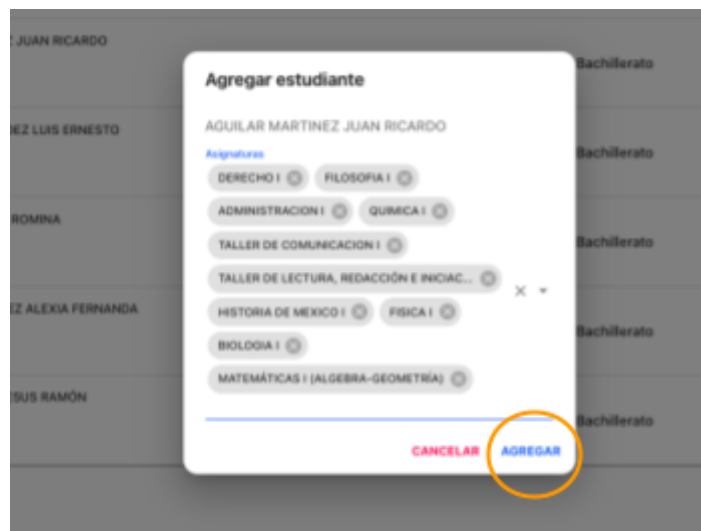 JUAN RICARDO
Bachillerato
Agregar estudiante
AGUILAR MARTINEZ JUAN RICARDO
Asignaturas
DERECHO I FILOSOFIA I
ADMINISTRACION I QUIMICA I
TALLER DE COMUNICACION I
TALLER DE LECTURA, REDACCIÓN E INICIAC...
HISTORIA DE MEXICO I FISICA I
BIOLOGIA I
MATEMÁTICAS I (ALGEBRA-GEOMETRÍA)
CANCELAR AGREGAR
EZ LUIS ERNESTO
Bachillerato
ROMINA
Bachillerato
EZ ALEXIA FERNANDA
Bachillerato
SUS RAMÓN
Bachillerato